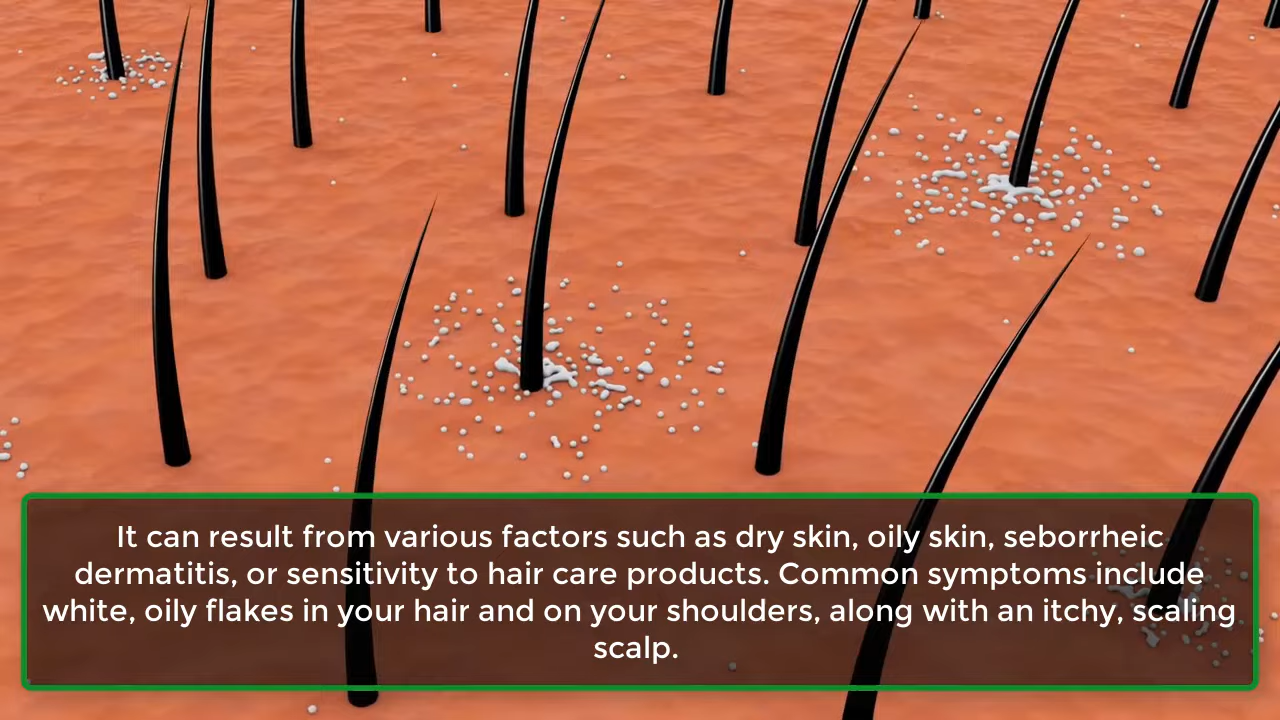 It can result from various factors such as dry skin, oily skin, seborrheic
dermatitis, or sensitivity to hair care products. Common symptoms include
white, oily flakes in your hair and on your shoulders, along with an itchy, scaling
scalp.